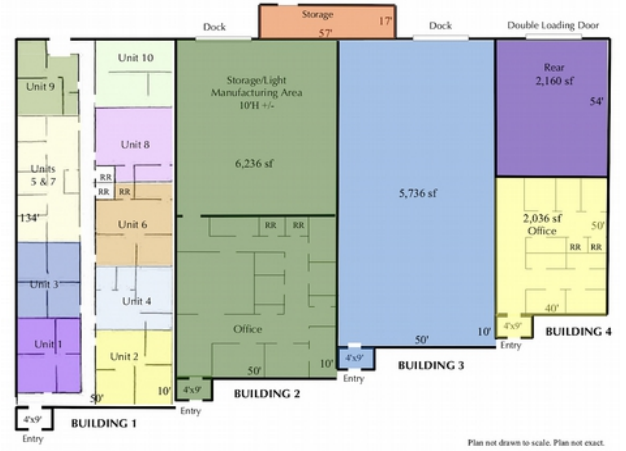 Storage
17'
57'
Dock
Dock
Double Loading Door
Unit 10
Unit 9
Storage/Light
Manufacturing Area
10'H +/-
6,236 sf
Rear
2,160 sf
54'
Unit 8
Units
5 & 7
RR
RR
RR
134'
Unit 6
5,736 sf
2,036 sf
Office
50'
RR
RR
RR
RR
Unit 3
Unit 4
40'
Unit 1
Unit 2
Office
50'
10'
50'
10'
4'x9'
Entry
BUILDING 4
4'x9'
Entry
BUILDING 3
50'
10'
4'x9'
Entry
BUILDING 2
4'x9'
Entry
BUILDING 1
Plan not drawn to scale. Plan not exact.